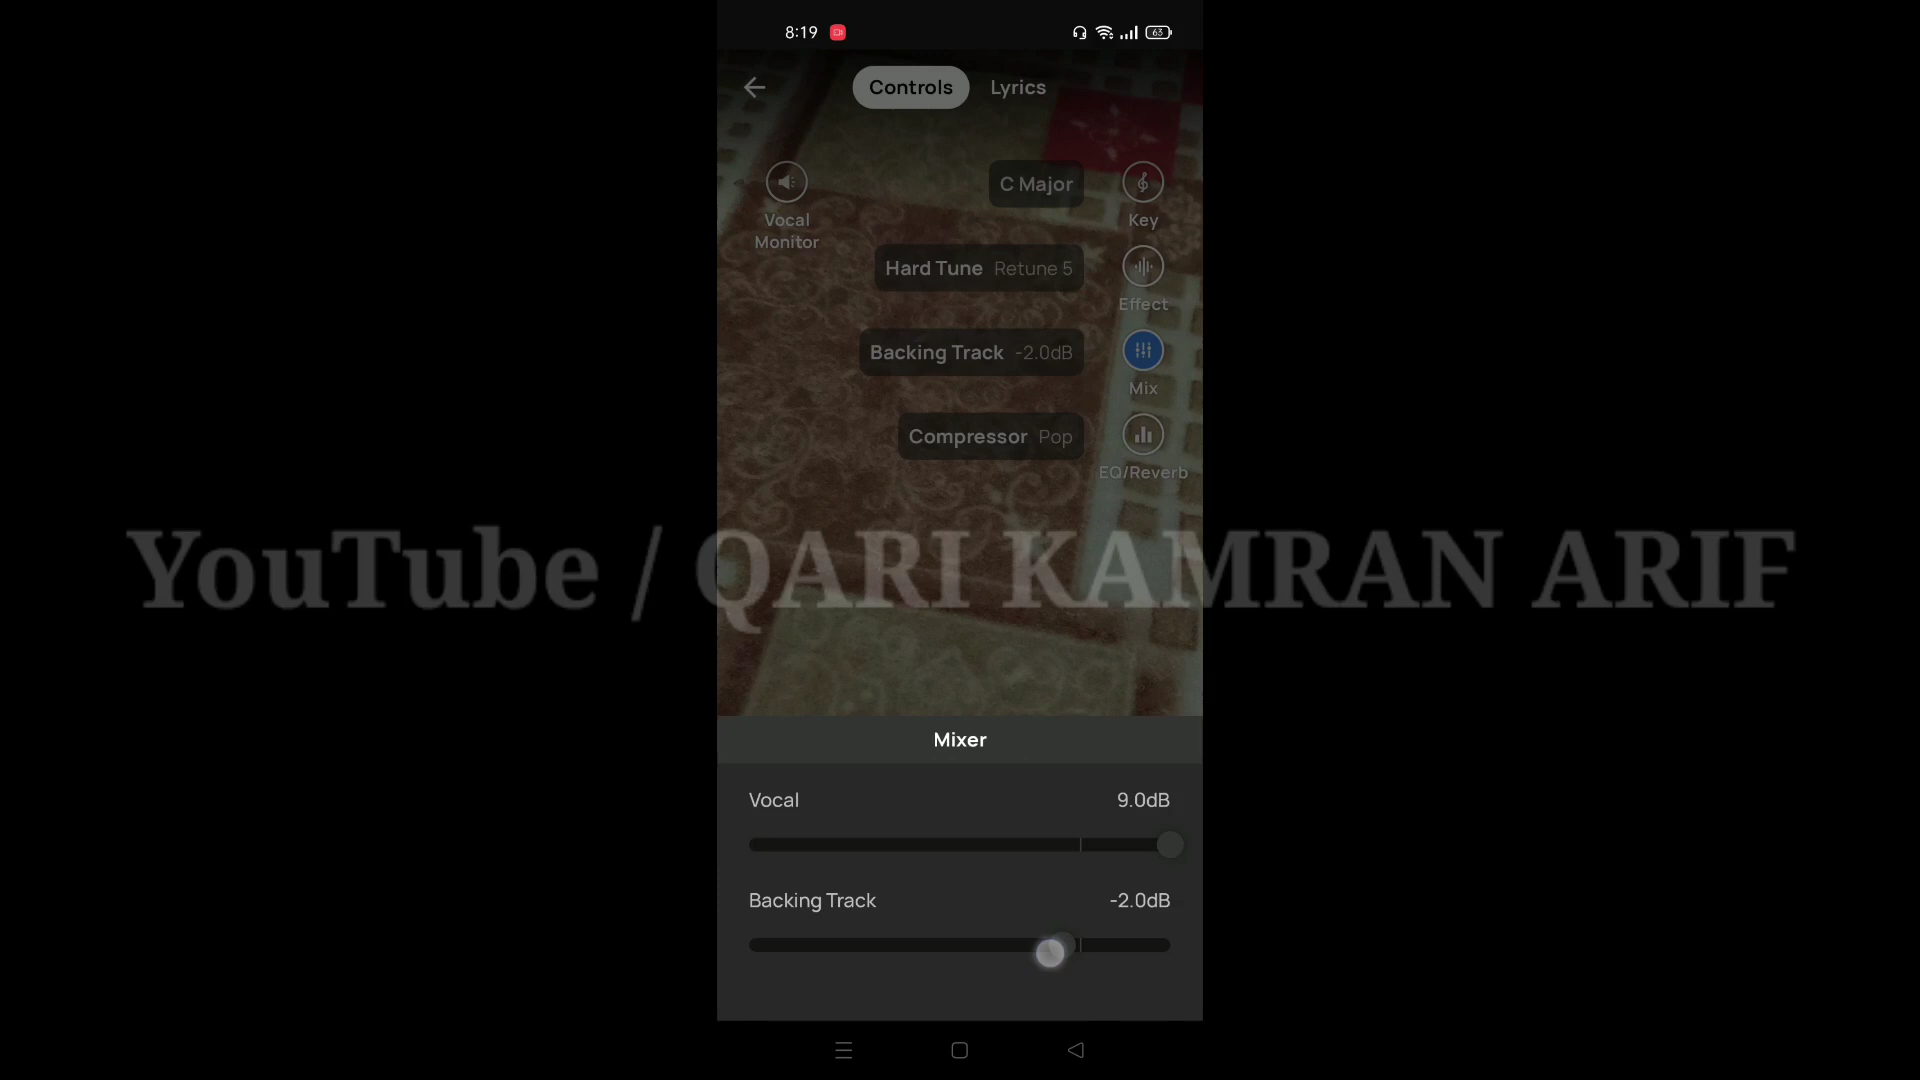 8:19
63
Controls Lyrics
Vocal Monitor
C Major
Key
Hard Tune Retune 5
Effect
Backing Track -2.0dB
Mix
Compressor Pop
EQ/Reverb
YouTube / QARI KAMRAN ARIF
Mixer
Vocal 9.0dB
Backing Track -2.0dB